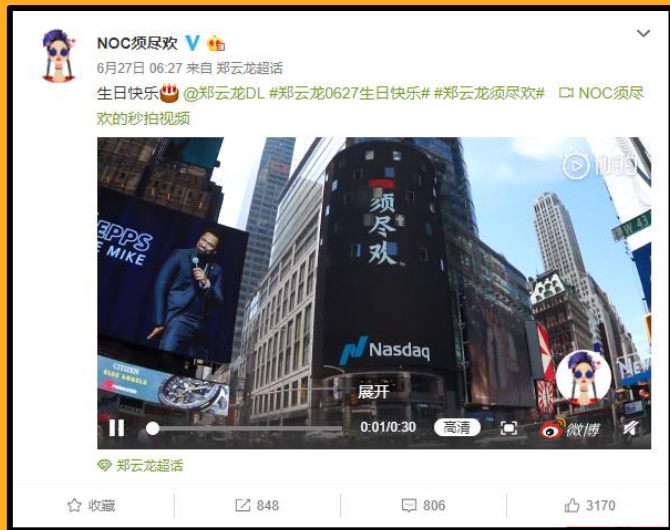 NOC须尽欢
6月27日 06:27 来自 郑云龙超话
生日快乐 @郑云龙DL #郑云龙0627生日快乐# #郑云龙须尽欢# NOC须尽
欢的秒拍视频
秒拍
须尽欢
W 43
EPPS
E MIKE
Nasdaq
CITIZEN
BLUE ANGELS
展开
0:01/0:30 高清 微博
郑云龙超话
收藏 848 806 3170